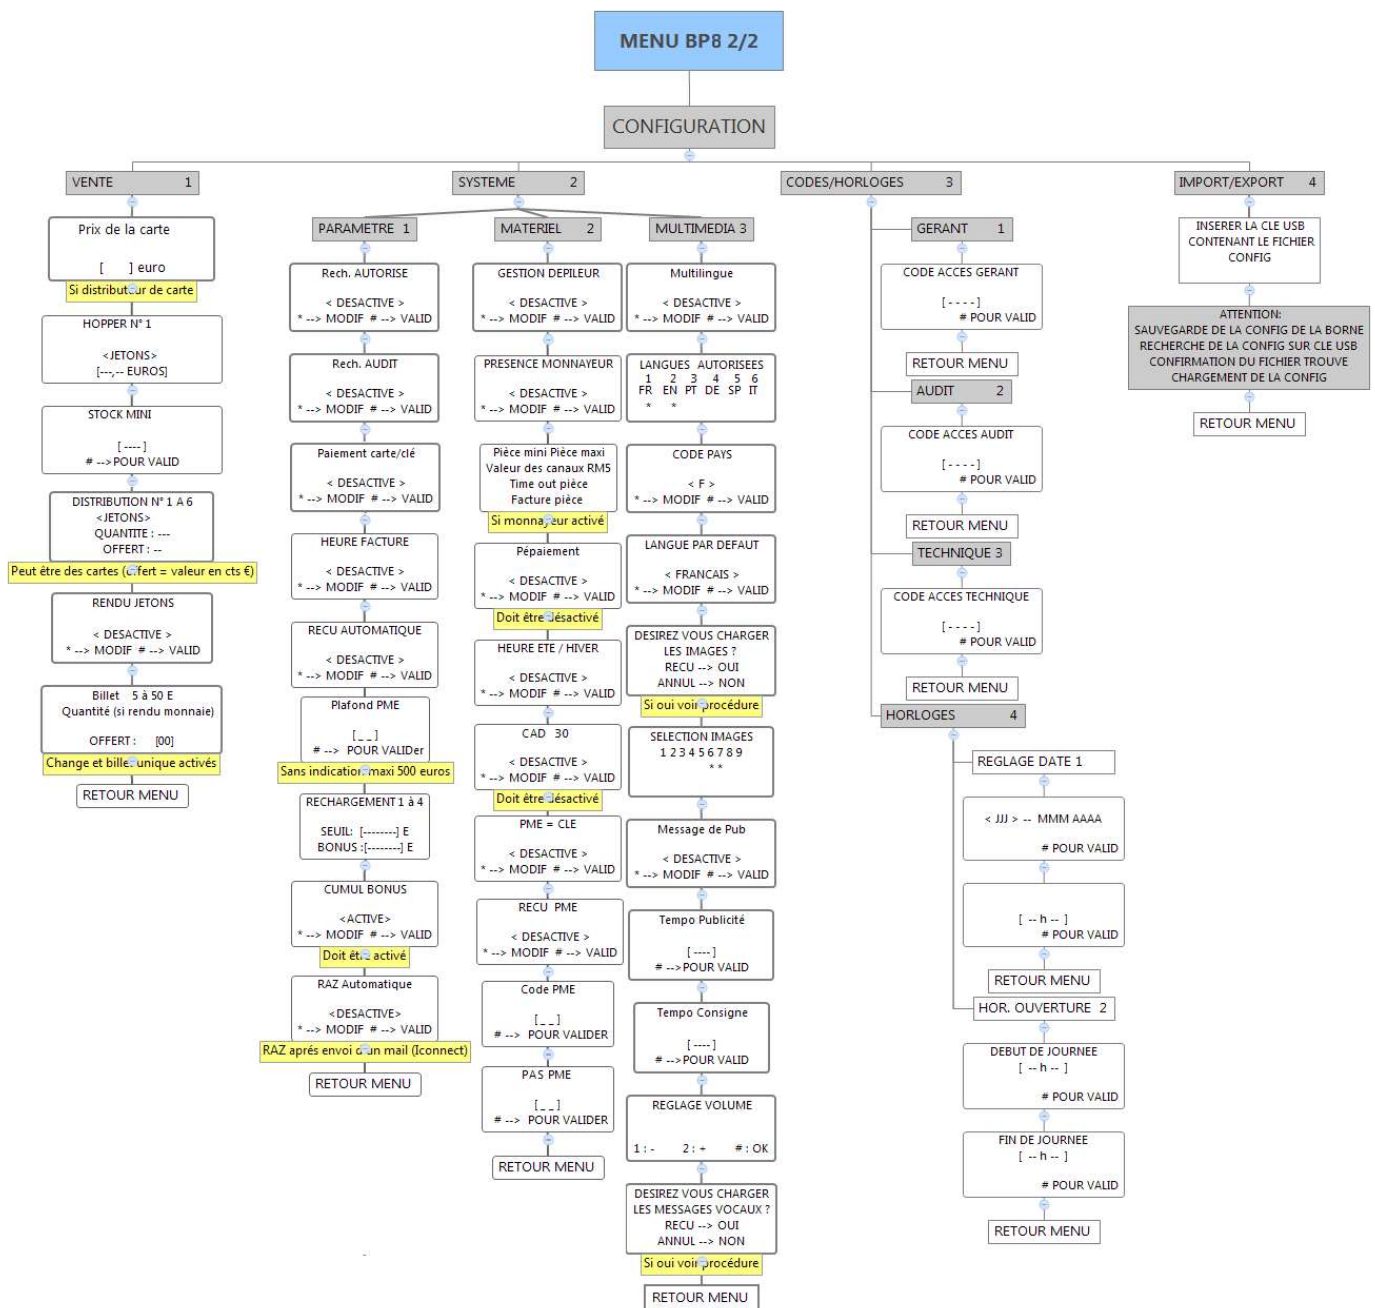 MENU BP8 2/2
CONFIGURATION
VENTE 1
Prix de la carte
[ ] euro
Si distributeur de carte
HOPPER N° 1
<JETONS>
[---,-- EUROS]
STOCK MINI
[ ---- ]
# -->POUR VALID
DISTRIBUTION N° 1 A 6
<JETONS>
QUANTITE : ---
OFFERT : --
Peut être des cartes (offert = valeur en cts €)
RENDU JETONS
< DESACTIVE >
* --> MODIF # --> VALID
Billet 5 à 50 E
Quantité (si rendu monnaie)
OFFERT : [00]
Change et billet unique activés
RETOUR MENU
SYSTEME 2
PARAMETRE 1
Rech. AUTORISE
< DESACTIVE >
* --> MODIF # --> VALID
Rech. AUDIT
< DESACTIVE >
* --> MODIF # --> VALID
Paiement carte/clé
< DESACTIVE >
* --> MODIF # --> VALID
HEURE FACTURE
< DESACTIVE >
* --> MODIF # --> VALID
RECU AUTOMATIQUE
< DESACTIVE >
* --> MODIF # --> VALID
Plafond PME
[ _ _ ]
# --> POUR VALIDer
Sans indication maxi 500 euros
RECHARGEMENT 1 à 4
SEUIL: [--------] E
BONUS :[--------] E
CUMUL BONUS
<ACTIVE>
* --> MODIF # --> VALID
Doit être activé
RAZ Automatique
<DESACTIVE>
* --> MODIF # --> VALID
RAZ aprés envoi d'un mail (Iconnect)
RETOUR MENU
MATERIEL 2
GESTION DEPILEUR
< DESACTIVE >
* --> MODIF # --> VALID
PRESENCE MONNAYEUR
< DESACTIVE >
* --> MODIF # --> VALID
Pièce mini Pièce maxi
Valeur des canaux RM5
Time out pièce
Facture pièce
Si monnayeur activé
Pépaiement
< DESACTIVE >
* --> MODIF # --> VALID
Doit être désactivé
HEURE ETE / HIVER
< DESACTIVE >
* --> MODIF # --> VALID
CAD 30
< DESACTIVE >
* --> MODIF # --> VALID
Doit être désactivé
PME = CLE
< DESACTIVE >
* --> MODIF # --> VALID
RECU PME
< DESACTIVE >
* --> MODIF # --> VALID
Code PME
[ _ _ ]
# --> POUR VALIDER
PAS PME
[ _ _ ]
# --> POUR VALIDER
RETOUR MENU
MULTIMEDIA 3
Multilingue
< DESACTIVE >
* --> MODIF # --> VALID
LANGUES AUTORISEES
1 2 3 4 5 6
FR EN PT DE SP IT
* *
CODE PAYS
< F >
* --> MODIF # --> VALID
LANGUE PAR DEFAUT
< FRANCAIS >
* --> MODIF # --> VALID
DESIREZ VOUS CHARGER
LES IMAGES ?
RECU --> OUI
ANNUL --> NON
Si oui voir procédure
SELECTION IMAGES
1 2 3 4 5 6 7 8 9
* *
Message de Pub
< DESACTIVE >
* --> MODIF # --> VALID
Tempo Publicité
[ ---- ]
# -->POUR VALID
Tempo Consigne
[ ---- ]
# -->POUR VALID
REGLAGE VOLUME
1 : - 2 : + # : OK
DESIREZ VOUS CHARGER
LES MESSAGES VOCAUX ?
RECU --> OUI
ANNUL --> NON
Si oui voir procédure
RETOUR MENU
CODES/HORLOGES 3
GERANT 1
CODE ACCES GERANT
[ - - - - ]
# POUR VALID
RETOUR MENU
AUDIT 2
CODE ACCES AUDIT
[ - - - - ]
# POUR VALID
RETOUR MENU
TECHNIQUE 3
CODE ACCES TECHNIQUE
[ - - - - ]
# POUR VALID
RETOUR MENU
HORLOGES 4
REGLAGE DATE 1
< JJJ > -- MMM AAAA
# POUR VALID
[ -- h -- ]
# POUR VALID
RETOUR MENU
HOR. OUVERTURE 2
DEBUT DE JOURNEE
[ -- h -- ]
# POUR VALID
FIN DE JOURNEE
[ -- h -- ]
# POUR VALID
RETOUR MENU
IMPORT/EXPORT 4
INSERER LA CLE USB
CONTENANT LE FICHIER
CONFIG
ATTENTION:
SAUVEGARDE DE LA CONFIG DE LA BORNE
RECHERCHE DE LA CONFIG SUR CLE USB
CONFIRMATION DU FICHIER TROUVE
CHARGEMENT DE LA CONFIG
RETOUR MENU